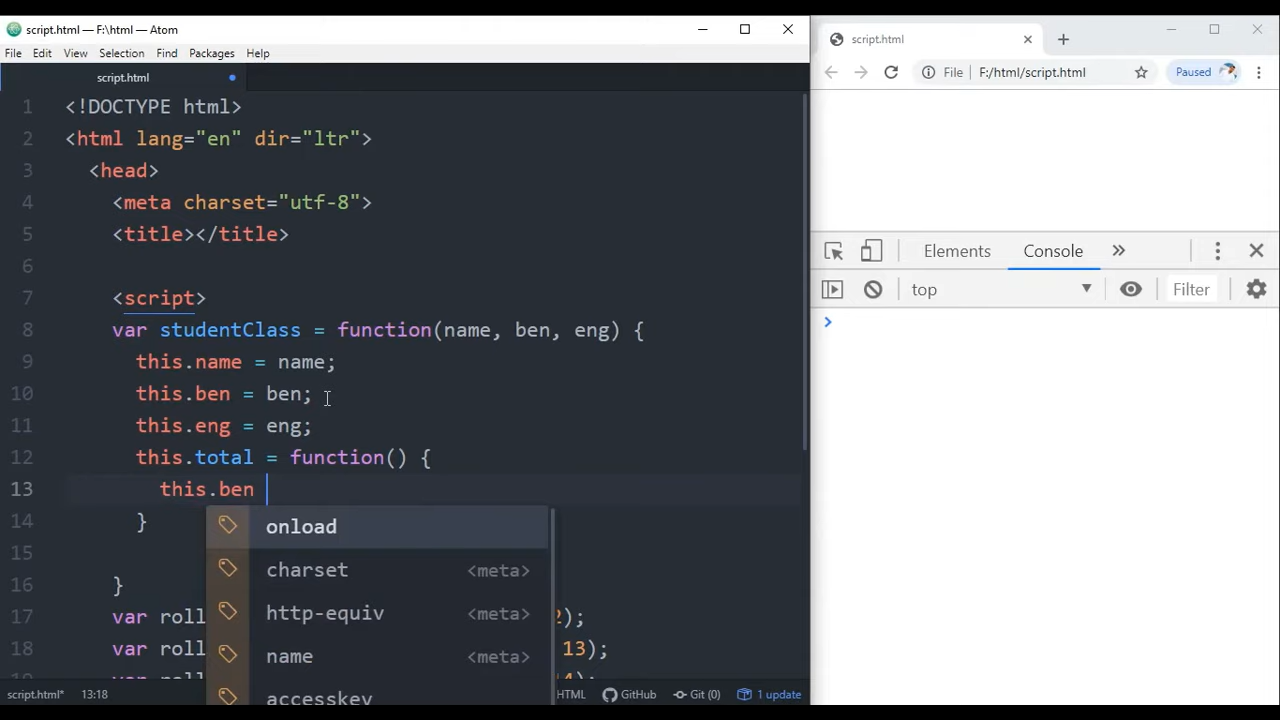 script.html — F:\html — Atom
File Edit View Selection Find Packages Help
script.html
1 <!DOCTYPE html>
2 <html lang="en" dir="ltr">
3 <head>
4 <meta charset="utf-8">
5 <title></title>
6
7 <script>
8 var studentClass = function(name, ben, eng) {
9 this.name = name;
10 this.ben = ben;
11 this.eng = eng;
12 this.total = function() {
13 this.ben
14 }
15
16 }
17 var roll 2);
18 var roll 13);
var roll
onload
charset <meta>
http-equiv <meta>
name <meta>
accesskey
script.html* 13:18 HTML GitHub Git (0) 1 update
script.html
File F:/html/script.html Paused
Elements Console »
top Filter
>